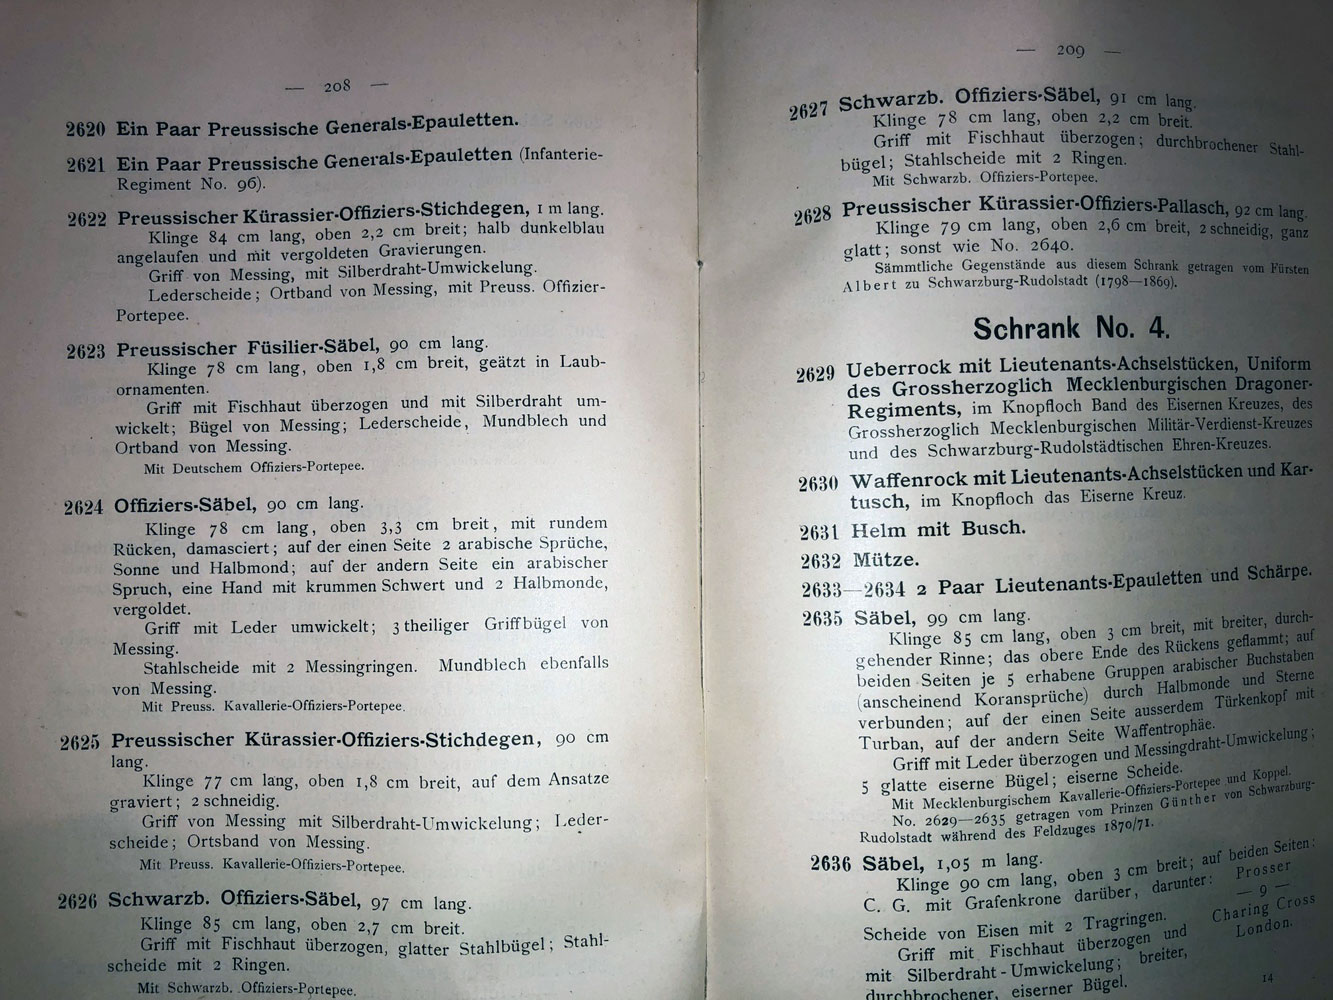 — 208 —
2620 Ein Paar Preussische Generals-Epauletten.
2621 Ein Paar Preussische Generals-Epauletten (Infanterie-
Regiment No. 96).
2622 Preussischer Kürassier-Offiziers-Stichdegen, 1 m lang.
Klinge 84 cm lang, oben 2,2 cm breit; halb dunkelblau
angelaufen und mit vergoldeten Gravierungen.
Griff von Messing, mit Silberdraht-Umwickelung.
Lederscheide; Ortband von Messing, mit Preuss. Offizier-
Portepee.
2623 Preussischer Füsilier-Säbel, 90 cm lang.
Klinge 78 cm lang, oben 1,8 cm breit, geätzt in Laub-
ornamenten.
Griff mit Fischhaut überzogen und mit Silberdraht um-
wickelt; Bügel von Messing; Lederscheide, Mundblech und
Ortband von Messing.
Mit Deutschem Offiziers-Portepee.
2624 Offiziers-Säbel, 90 cm lang.
Klinge 78 cm lang, oben 3,3 cm breit, mit rundem
Rücken, damasciert; auf der einen Seite 2 arabische Sprüche,
Sonne und Halbmond; auf der andern Seite ein arabischer
Spruch, eine Hand mit krummen Schwert und 2 Halbmonde,
vergoldet.
Griff mit Leder umwickelt; 3 theiliger Griffbügel von
Messing.
Stahlscheide mit 2 Messingringen. Mundblech ebenfalls
von Messing.
Mit Preuss. Kavallerie-Offiziers-Portepee.
2625 Preussischer Kürassier-Offiziers-Stichdegen, 90 cm
lang.
Klinge 77 cm lang, oben 1,8 cm breit, auf dem Ansatze
graviert; 2 schneidig.
Griff von Messing mit Silberdraht-Umwickelung; Leder-
scheide; Ortsband von Messing.
Mit Preuss. Kavallerie-Offiziers-Portepee.
2626 Schwarzb. Offiziers-Säbel, 97 cm lang.
Klinge 85 cm lang, oben 2,7 cm breit.
Griff mit Fischhaut überzogen, glatter Stahlbügel; Stahl-
scheide mit 2 Ringen.
Mit Schwarzb. Offiziers-Portepee.
— 209 —
2627 Schwarzb. Offiziers-Säbel, 91 cm lang.
Klinge 78 cm lang, oben 2,2 cm breit.
Griff mit Fischhaut überzogen; durchbrochener Stahl-
bügel; Stahlscheide mit 2 Ringen.
Mit Schwarzb. Offiziers-Portepee.
2628 Preussischer Kürassier-Offiziers-Pallasch, 92 cm lang.
Klinge 79 cm lang, oben 2,6 cm breit, 2 schneidig, ganz
glatt; sonst wie No. 2640.
Sämmtliche Gegenstände aus diesem Schrank getragen vom Fürsten
Albert zu Schwarzburg-Rudolstadt (1798—1869).
Schrank No. 4.
2629 Ueberrock mit Lieutenants-Achselstücken, Uniform
des Grossherzoglich Mecklenburgischen Dragoner-
Regiments, im Knopfloch Band des Eisernen Kreuzes, des
Grossherzoglich Mecklenburgischen Militär-Verdienst-Kreuzes
und des Schwarzburg-Rudolstädtischen Ehren-Kreuzes.
2630 Waffenrock mit Lieutenants-Achselstücken und Kar-
tusch, im Knopfloch das Eiserne Kreuz.
2631 Helm mit Busch.
2632 Mütze.
2633—2634 2 Paar Lieutenants-Epauletten und Schärpe.
2635 Säbel, 99 cm lang.
Klinge 85 cm lang, oben 3 cm breit, mit breiter, durch-
gehender Rinne; das obere Ende des Rückens geflammt; auf
beiden Seiten je 5 erhabene Gruppen arabischer Buchstaben
(anscheinend Koransprüche) durch Halbmonde und Sterne
verbunden; auf der einen Seite ausserdem Türkenkopf mit
Turban, auf der andern Seite Waffentrophäe.
Griff mit Leder überzogen und Messingdraht-Umwickelung;
5 glatte eiserne Bügel; eiserne Scheide.
Mit Mecklenburgischem Kavallerie-Offiziers-Portepee und Koppel.
No. 2629—2635 getragen vom Prinzen Günther von Schwarzburg-
Rudolstadt während des Feldzuges 1870/71.
2636 Säbel, 1,05 m lang.
Klinge 90 cm lang, oben 3 cm breit; auf beiden Seiten:
C. G. mit Grafenkrone darüber, darunter: Prosser
— 9 —
Charing Cross
London.
Scheide von Eisen mit 2 Tragringen.
Griff mit Fischhaut überzogen und
mit Silberdraht-Umwickelung; breiter,
durchbrochener, eiserner Bügel.
14